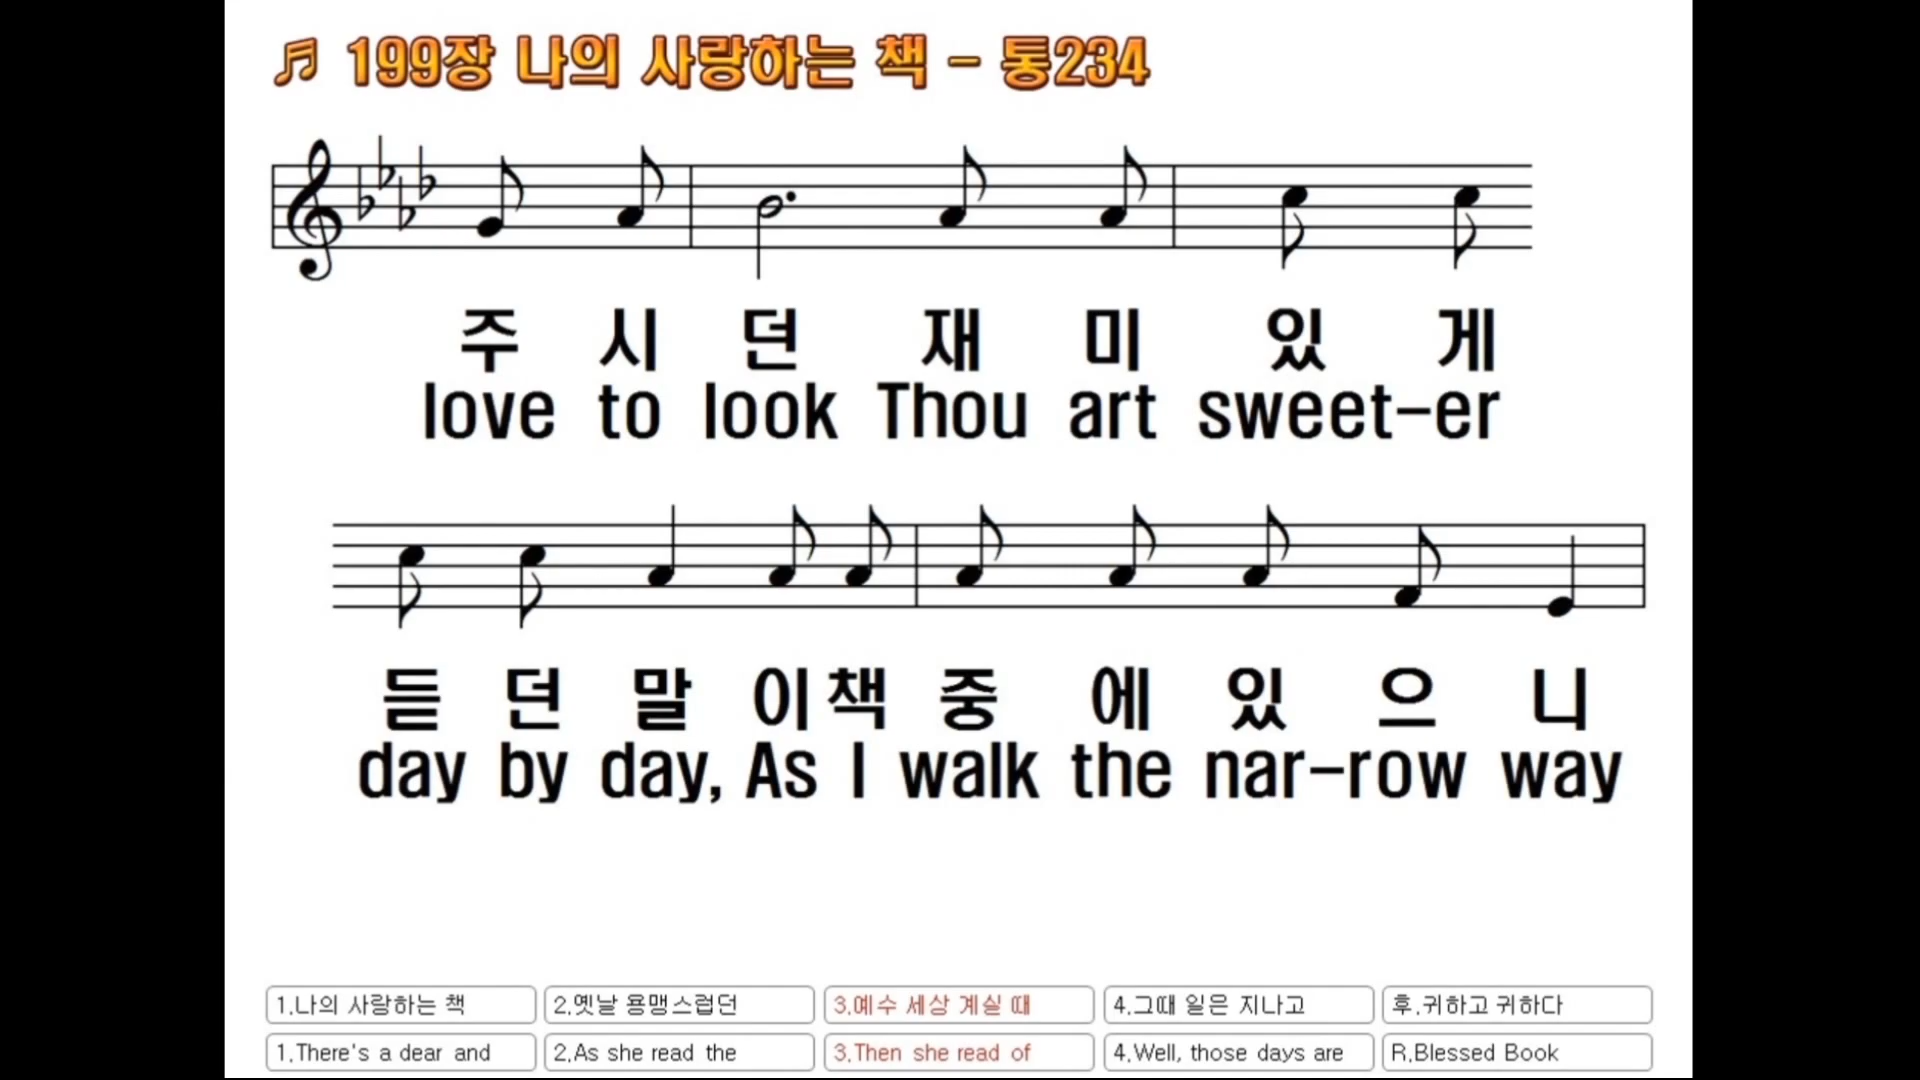 199장 나의 사랑하는 책 - 통234
주 시 던 재 미 있 게
love to look Thou art sweet-er
듣 던 말 이 책 중 에 있 으 니
day by day, As I walk the nar-row way
1.나의 사랑하는 책 2.옛날 용맹스럽던 3.예수 세상 계실 때 4.그때 일은 지나고 후.귀하고 귀하다
1.There's a dear and 2.As she read the 3.Then she read of 4.Well, those days are R.Blessed Book